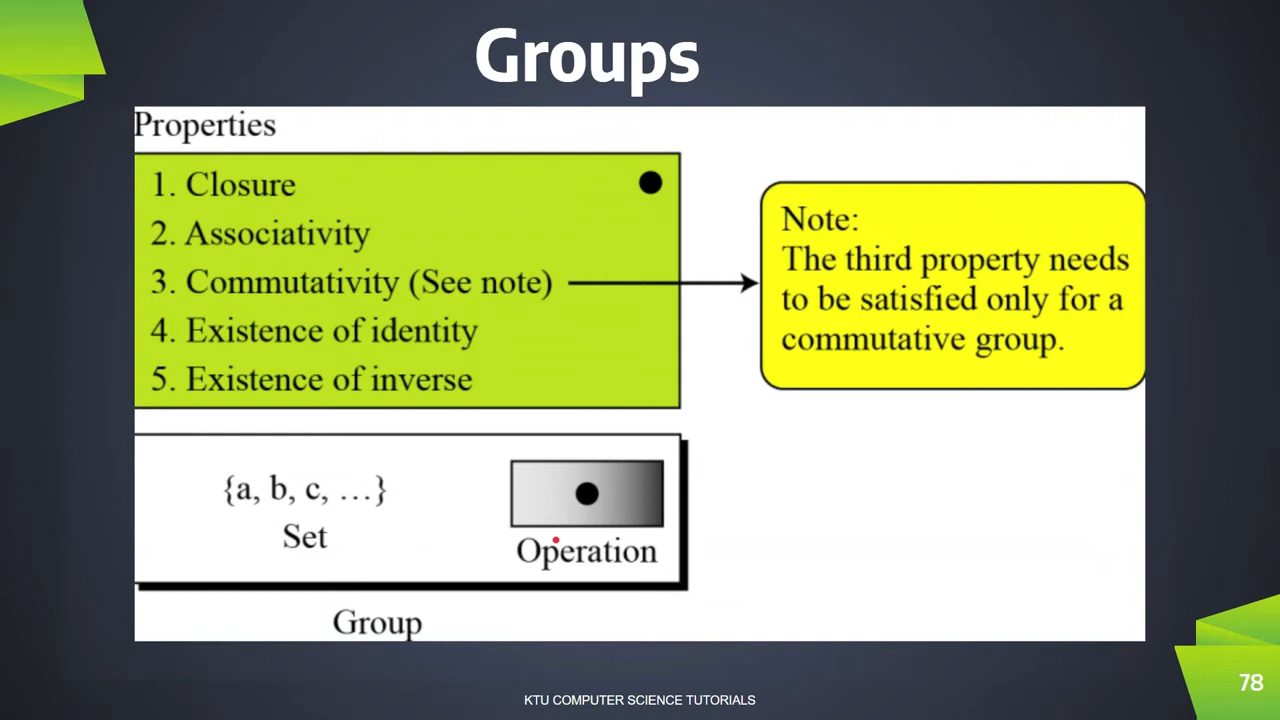 Groups
Properties
1. Closure
2. Associativity
3. Commutativity (See note)
4. Existence of identity
5. Existence of inverse
Note:
The third property needs
to be satisfied only for a
commutative group.
{a, b, c, …}
Set
Operation
Group
KTU COMPUTER SCIENCE TUTORIALS
78